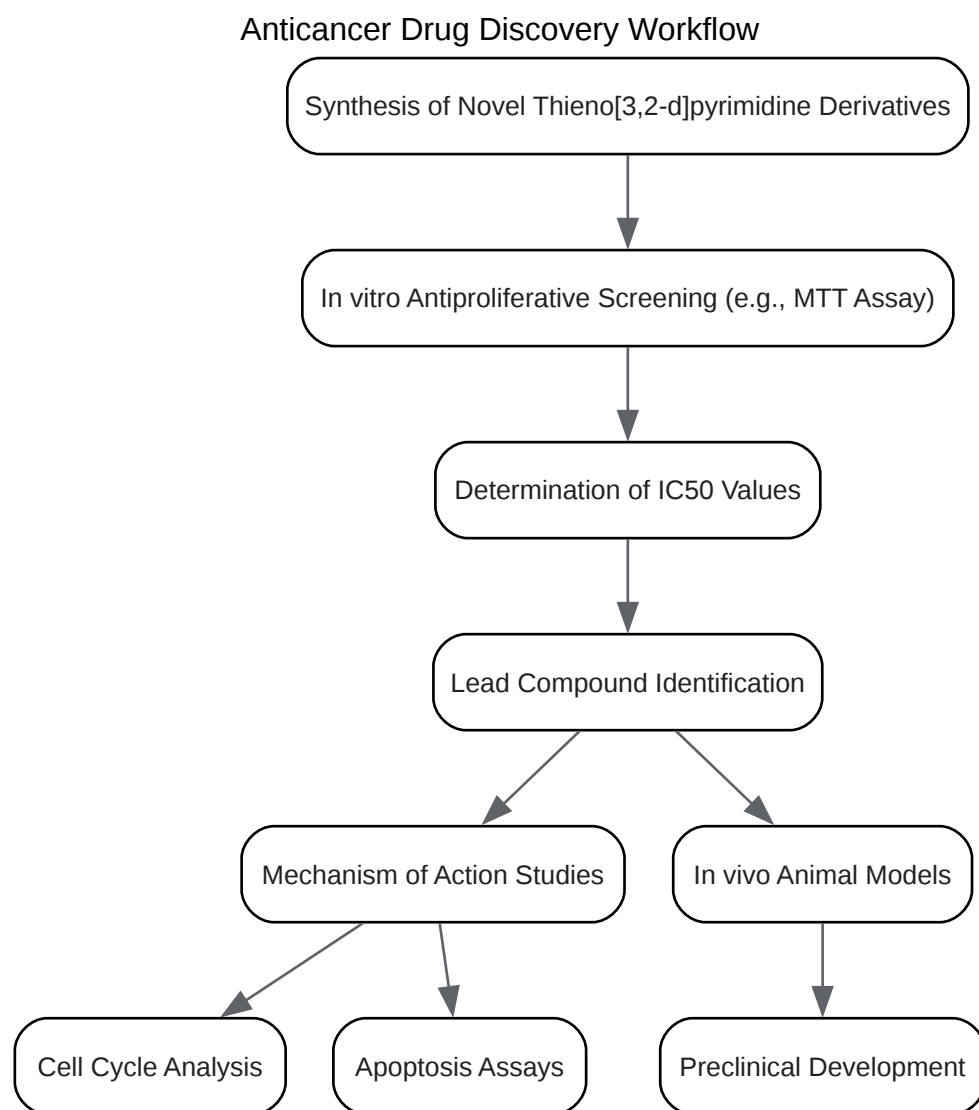 Anticancer Drug Discovery Workflow
Synthesis of Novel Thieno[3,2-d]pyrimidine Derivatives
In vitro Antiproliferative Screening (e.g., MTT Assay)
Determination of IC50 Values
Lead Compound Identification
Mechanism of Action Studies
In vivo Animal Models
Cell Cycle Analysis
Apoptosis Assays
Preclinical Development